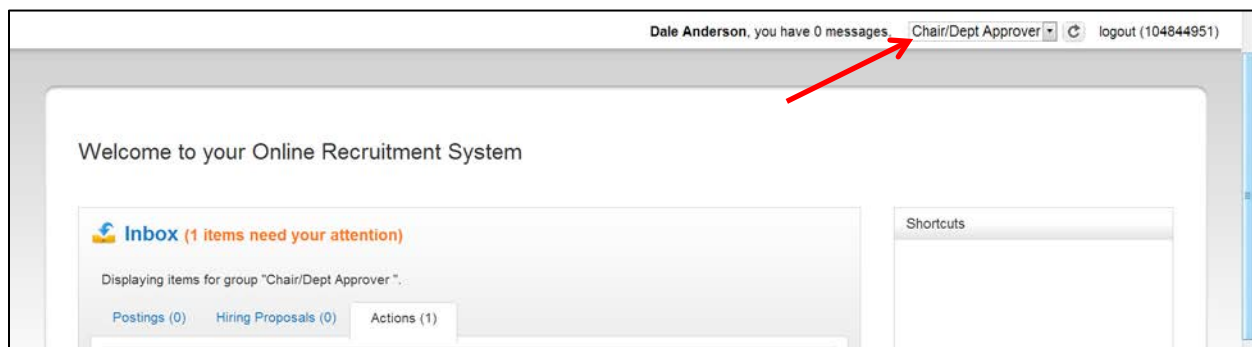 Dale Anderson, you have 0 messages. Chair/Dept Approver logout (104844951)
Welcome to your Online Recruitment System
Inbox (1 items need your attention)
Shortcuts
Displaying items for group "Chair/Dept Approver ".
Postings (0) Hiring Proposals (0) Actions (1)